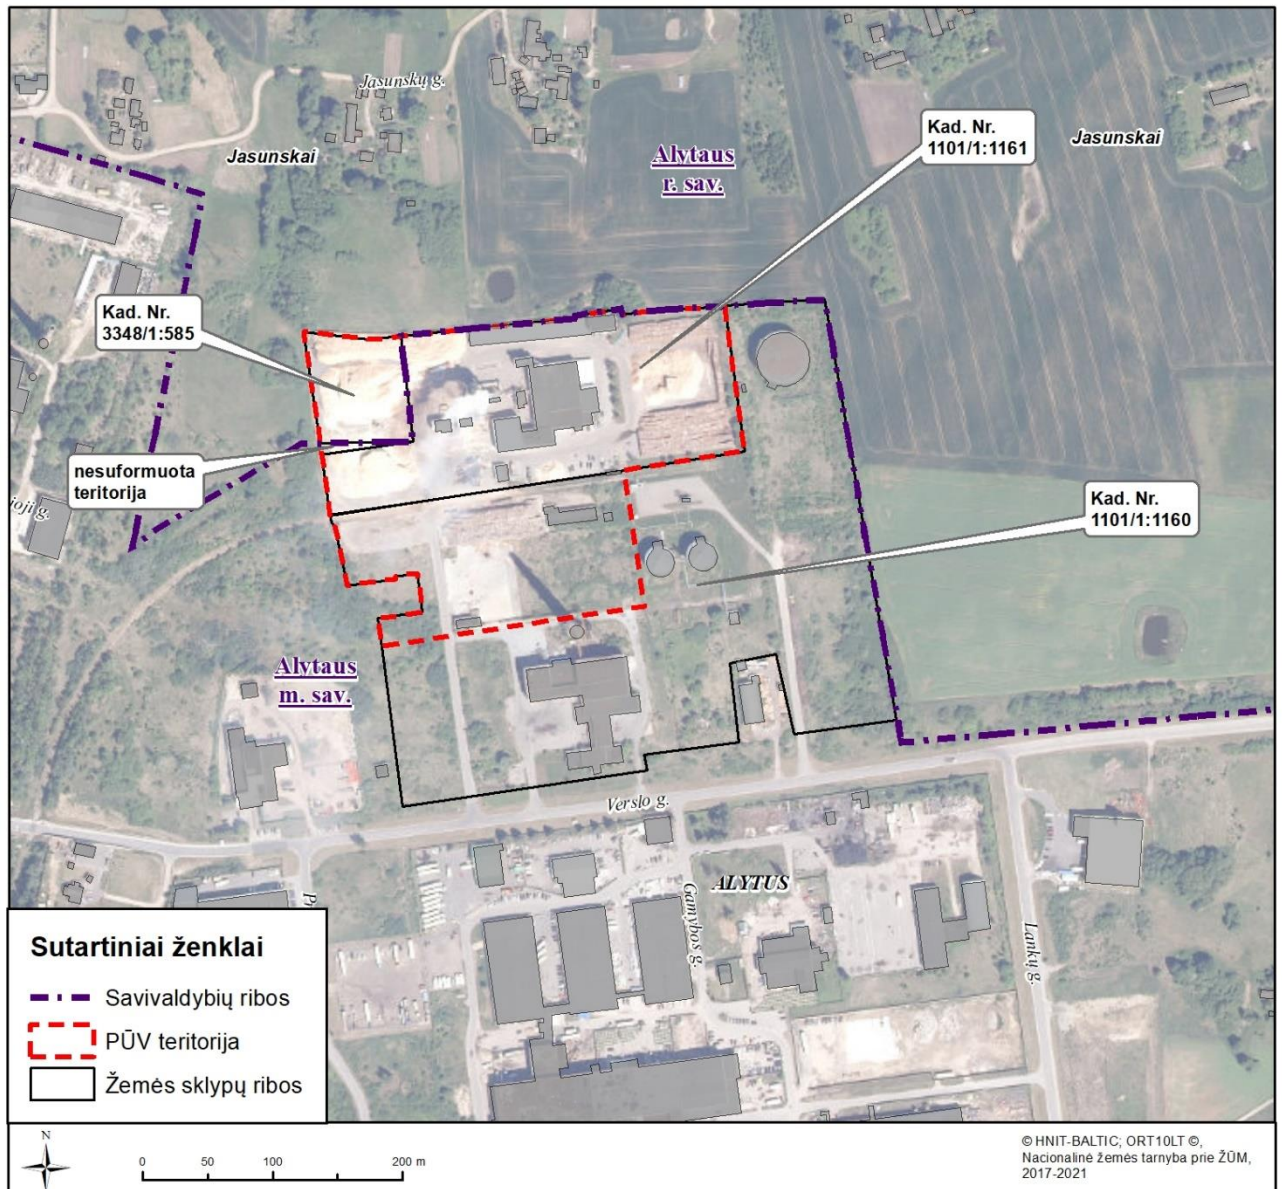 Jasunskų g.
Jasunskai
Alytaus
r. sav.
Kad. Nr.
1101/1:1161
Jasunskai
Kad. Nr.
3348/1:585
nesuformuota
teritorija
ioji g.
Kad. Nr.
1101/1:1160
Alytaus
m. sav.
Verslo g.
ALYTUS
Gamybos g.
Lankų g.
Pr
Sutartiniai ženklai
Savivaldybių ribos
PŪV teritorija
Žemės sklypų ribos
N
0 50 100 200 m
© HNIT-BALTIC; ORT10LT ©,
Nacionalinė žemės tarnyba prie ŽŪM,
2017-2021